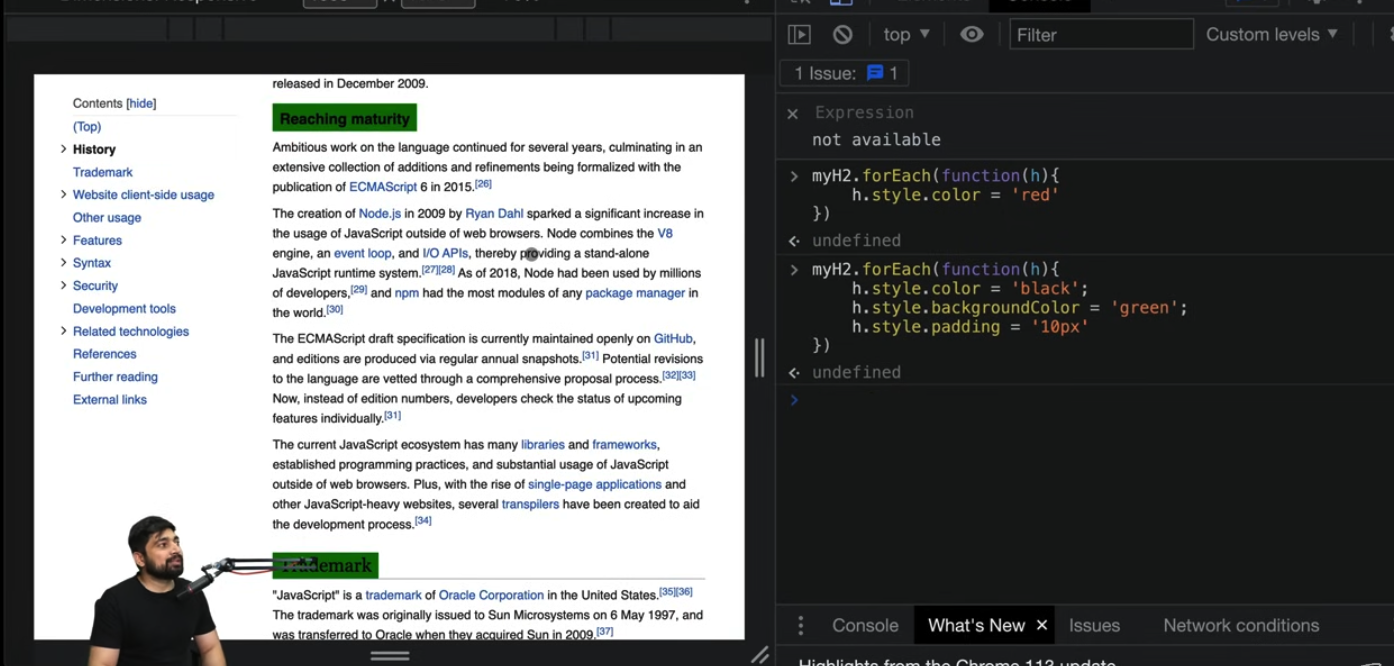 released in December 2009.
Contents [hide]
(Top)
History
Trademark
Website client-side usage
Other usage
Features
Syntax
Security
Development tools
Related technologies
References
Further reading
External links
Reaching maturity
Ambitious work on the language continued for several years, culminating in an
extensive collection of additions and refinements being formalized with the
publication of ECMAScript 6 in 2015.[26]
The creation of Node.js in 2009 by Ryan Dahl sparked a significant increase in
the usage of JavaScript outside of web browsers. Node combines the V8
engine, an event loop, and I/O APIs, thereby providing a stand-alone
JavaScript runtime system.[27][28] As of 2018, Node had been used by millions
of developers,[29] and npm had the most modules of any package manager in
the world.[30]
The ECMAScript draft specification is currently maintained openly on GitHub,
and editions are produced via regular annual snapshots.[31] Potential revisions
to the language are vetted through a comprehensive proposal process.[32][33]
Now, instead of edition numbers, developers check the status of upcoming
features individually.[31]
The current JavaScript ecosystem has many libraries and frameworks,
established programming practices, and substantial usage of JavaScript
outside of web browsers. Plus, with the rise of single-page applications and
other JavaScript-heavy websites, several transpilers have been created to aid
the development process.[34]
Trademark
"JavaScript" is a trademark of Oracle Corporation in the United States.[35][36]
The trademark was originally issued to Sun Microsystems on 6 May 1997, and
was transferred to Oracle when they acquired Sun in 2009.[37]
top
Filter
Custom levels
1 Issue: 1
Expression
not available
myH2.forEach(function(h){
h.style.color = 'red'
})
undefined
myH2.forEach(function(h){
h.style.color = 'black';
h.style.backgroundColor = 'green';
h.style.padding = '10px'
})
undefined
Console What's New Issues Network conditions
Highlights from the Chrome 113 update